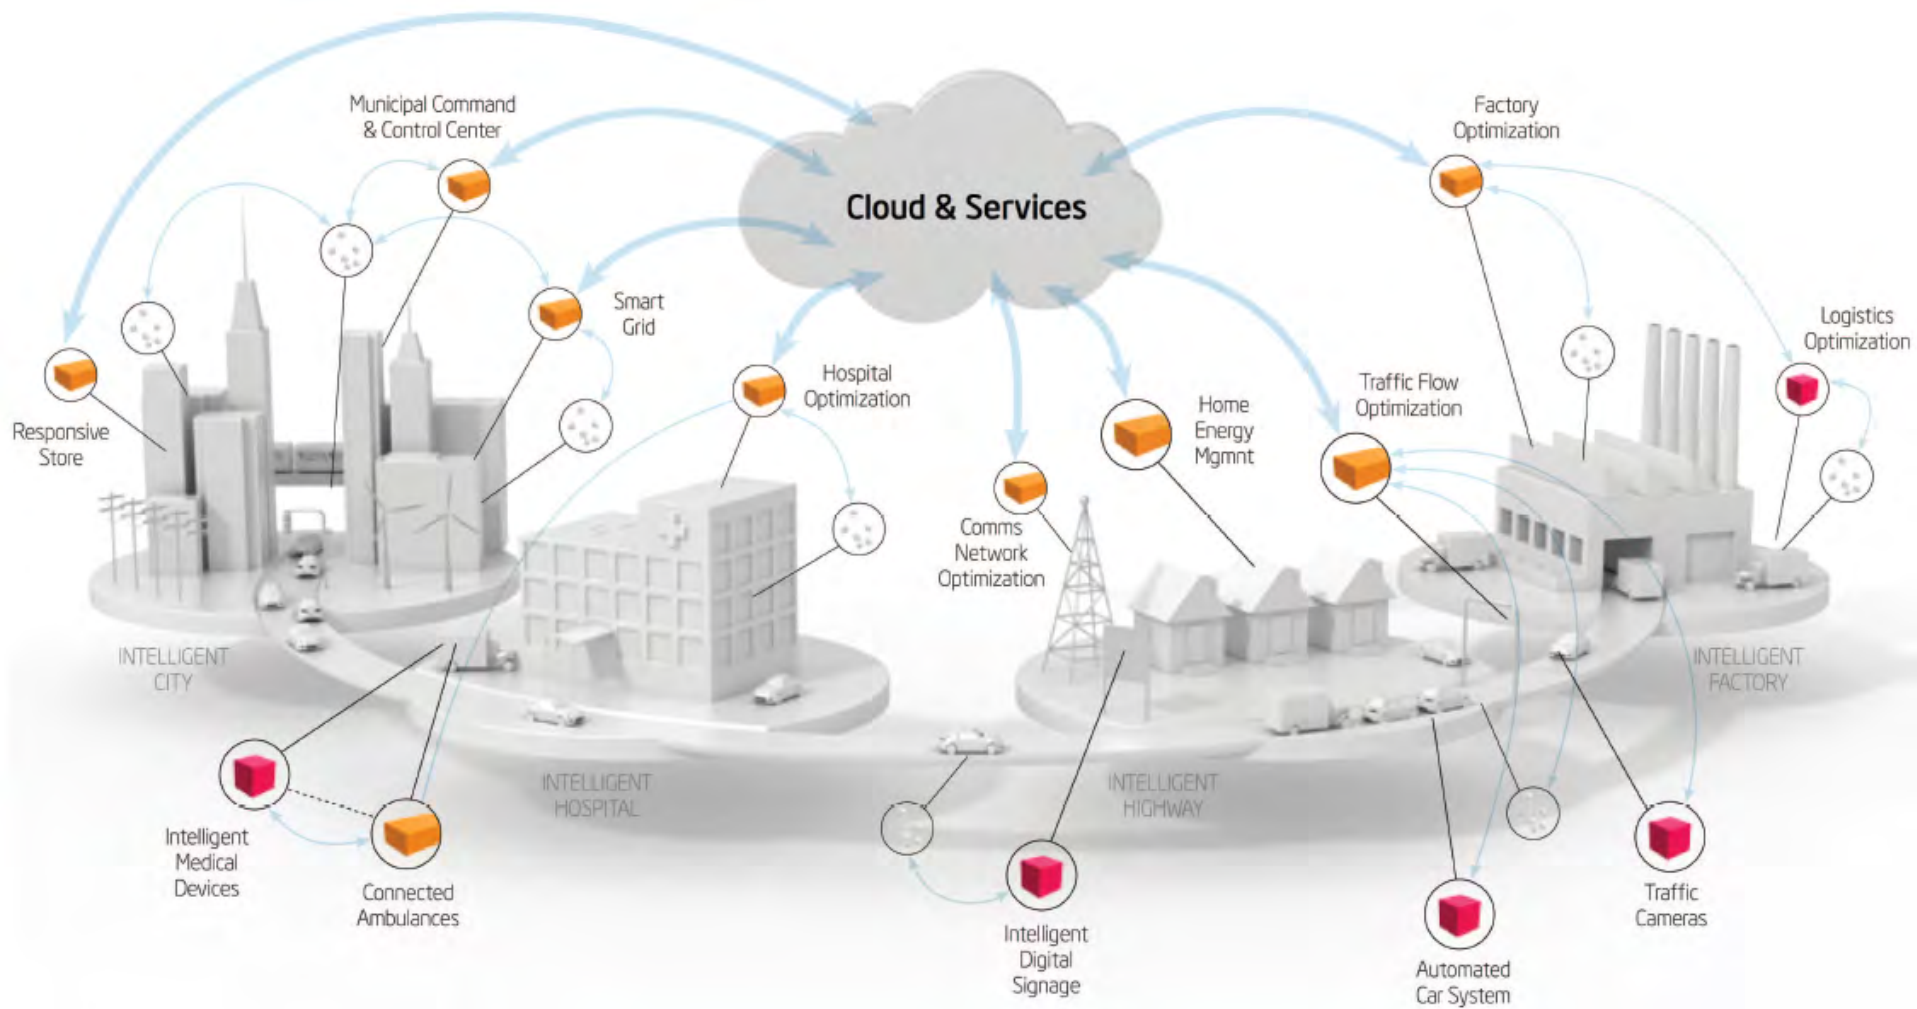 Municipal Command
& Control Center
Factory
Optimization
Cloud & Services
Smart
Grid
Logistics
Optimization
Hospital
Optimization
Traffic Flow
Optimization
Home
Energy
Mgmnt
Responsive
Store
Comms
Network
Optimization
INTELLIGENT
CITY
INTELLIGENT
FACTORY
INTELLIGENT
HOSPITAL
INTELLIGENT
HIGHWAY
Intelligent
Medical
Devices
Connected
Ambulances
Intelligent
Digital
Signage
Traffic
Cameras
Automated
Car System